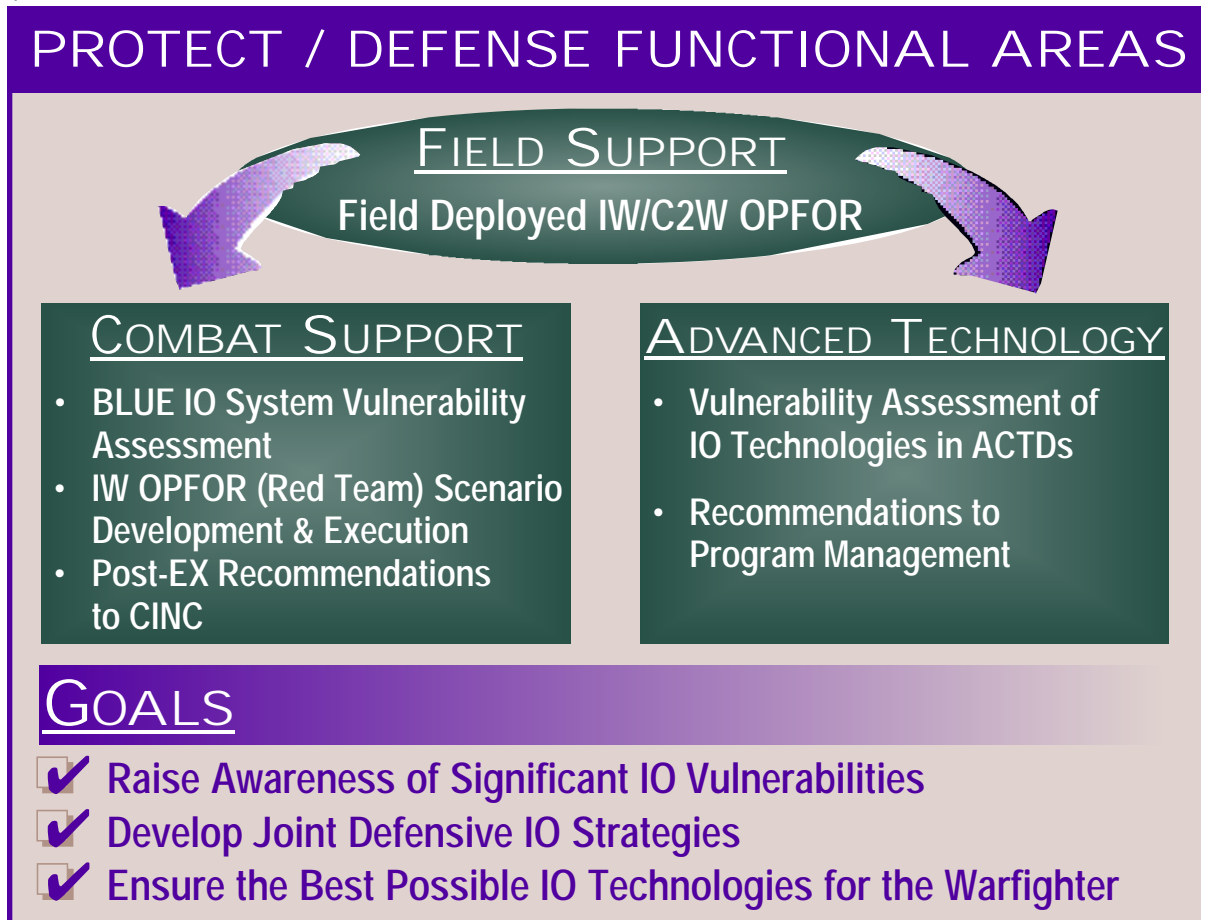 PROTECT / DEFENSE FUNCTIONAL AREAS
FIELD SUPPORT
Field Deployed IW/C2W OPFOR
COMBAT SUPPORT
• BLUE IO System Vulnerability
Assessment
• IW OPFOR (Red Team) Scenario
Development & Execution
• Post-EX Recommendations
to CINC
ADVANCED TECHNOLOGY
• Vulnerability Assessment of
IO Technologies in ACTDs
• Recommendations to
Program Management
GOALS
✔ Raise Awareness of Significant IO Vulnerabilities
✔ Develop Joint Defensive IO Strategies
✔ Ensure the Best Possible IO Technologies for the Warfighter